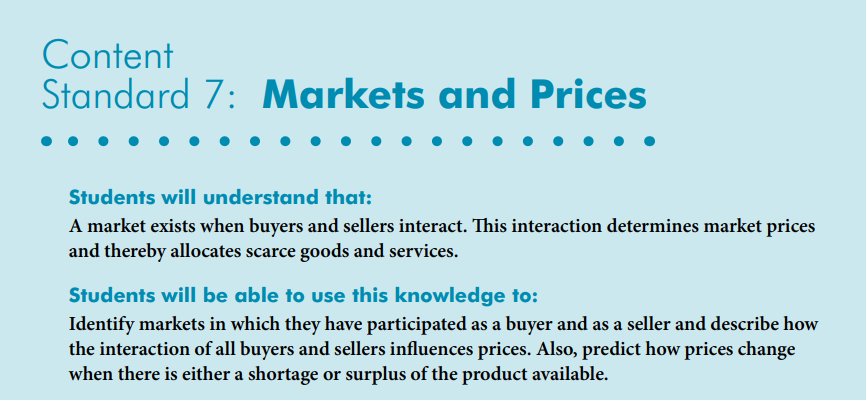 Content
Standard 7: Markets and Prices
Students will understand that:
A market exists when buyers and sellers interact. This interaction determines market prices
and thereby allocates scarce goods and services.
Students will be able to use this knowledge to:
Identify markets in which they have participated as a buyer and as a seller and describe how
the interaction of all buyers and sellers influences prices. Also, predict how prices change
when there is either a shortage or surplus of the product available.